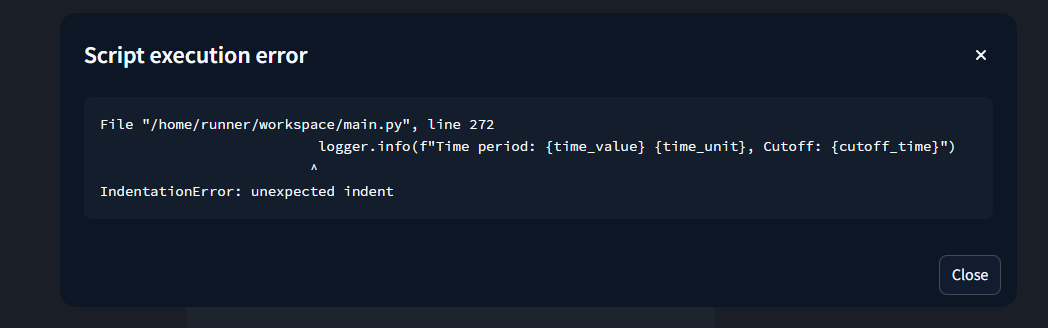 Script execution error
×
File "/home/runner/workspace/main.py", line 272
logger.info(f"Time period: {time_value} {time_unit}, Cutoff: {cutoff_time}")
^
IndentationError: unexpected indent
Close